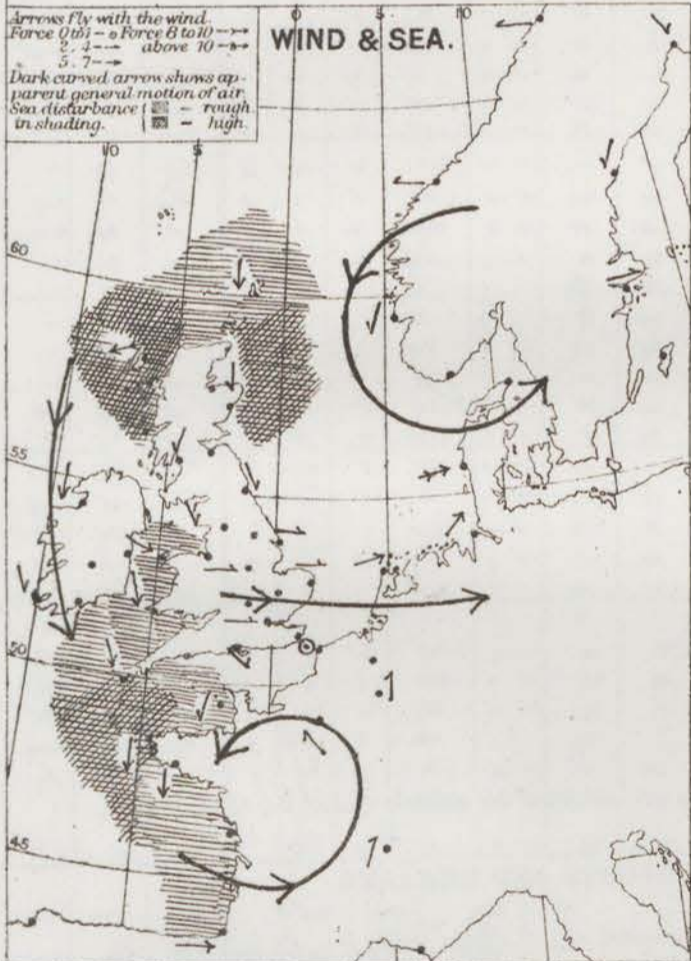 Arrows fly with the wind.
Force 0 to 1 - o Force 8 to 10
2. 4 above 10
5. 7
Dark curved arrow shows ap-
parent general motion of air
Sea disturbance { - rough.
in shading. { - high.
WIND & SEA.
0 5 10
10 5
60
55
50
45
1
1